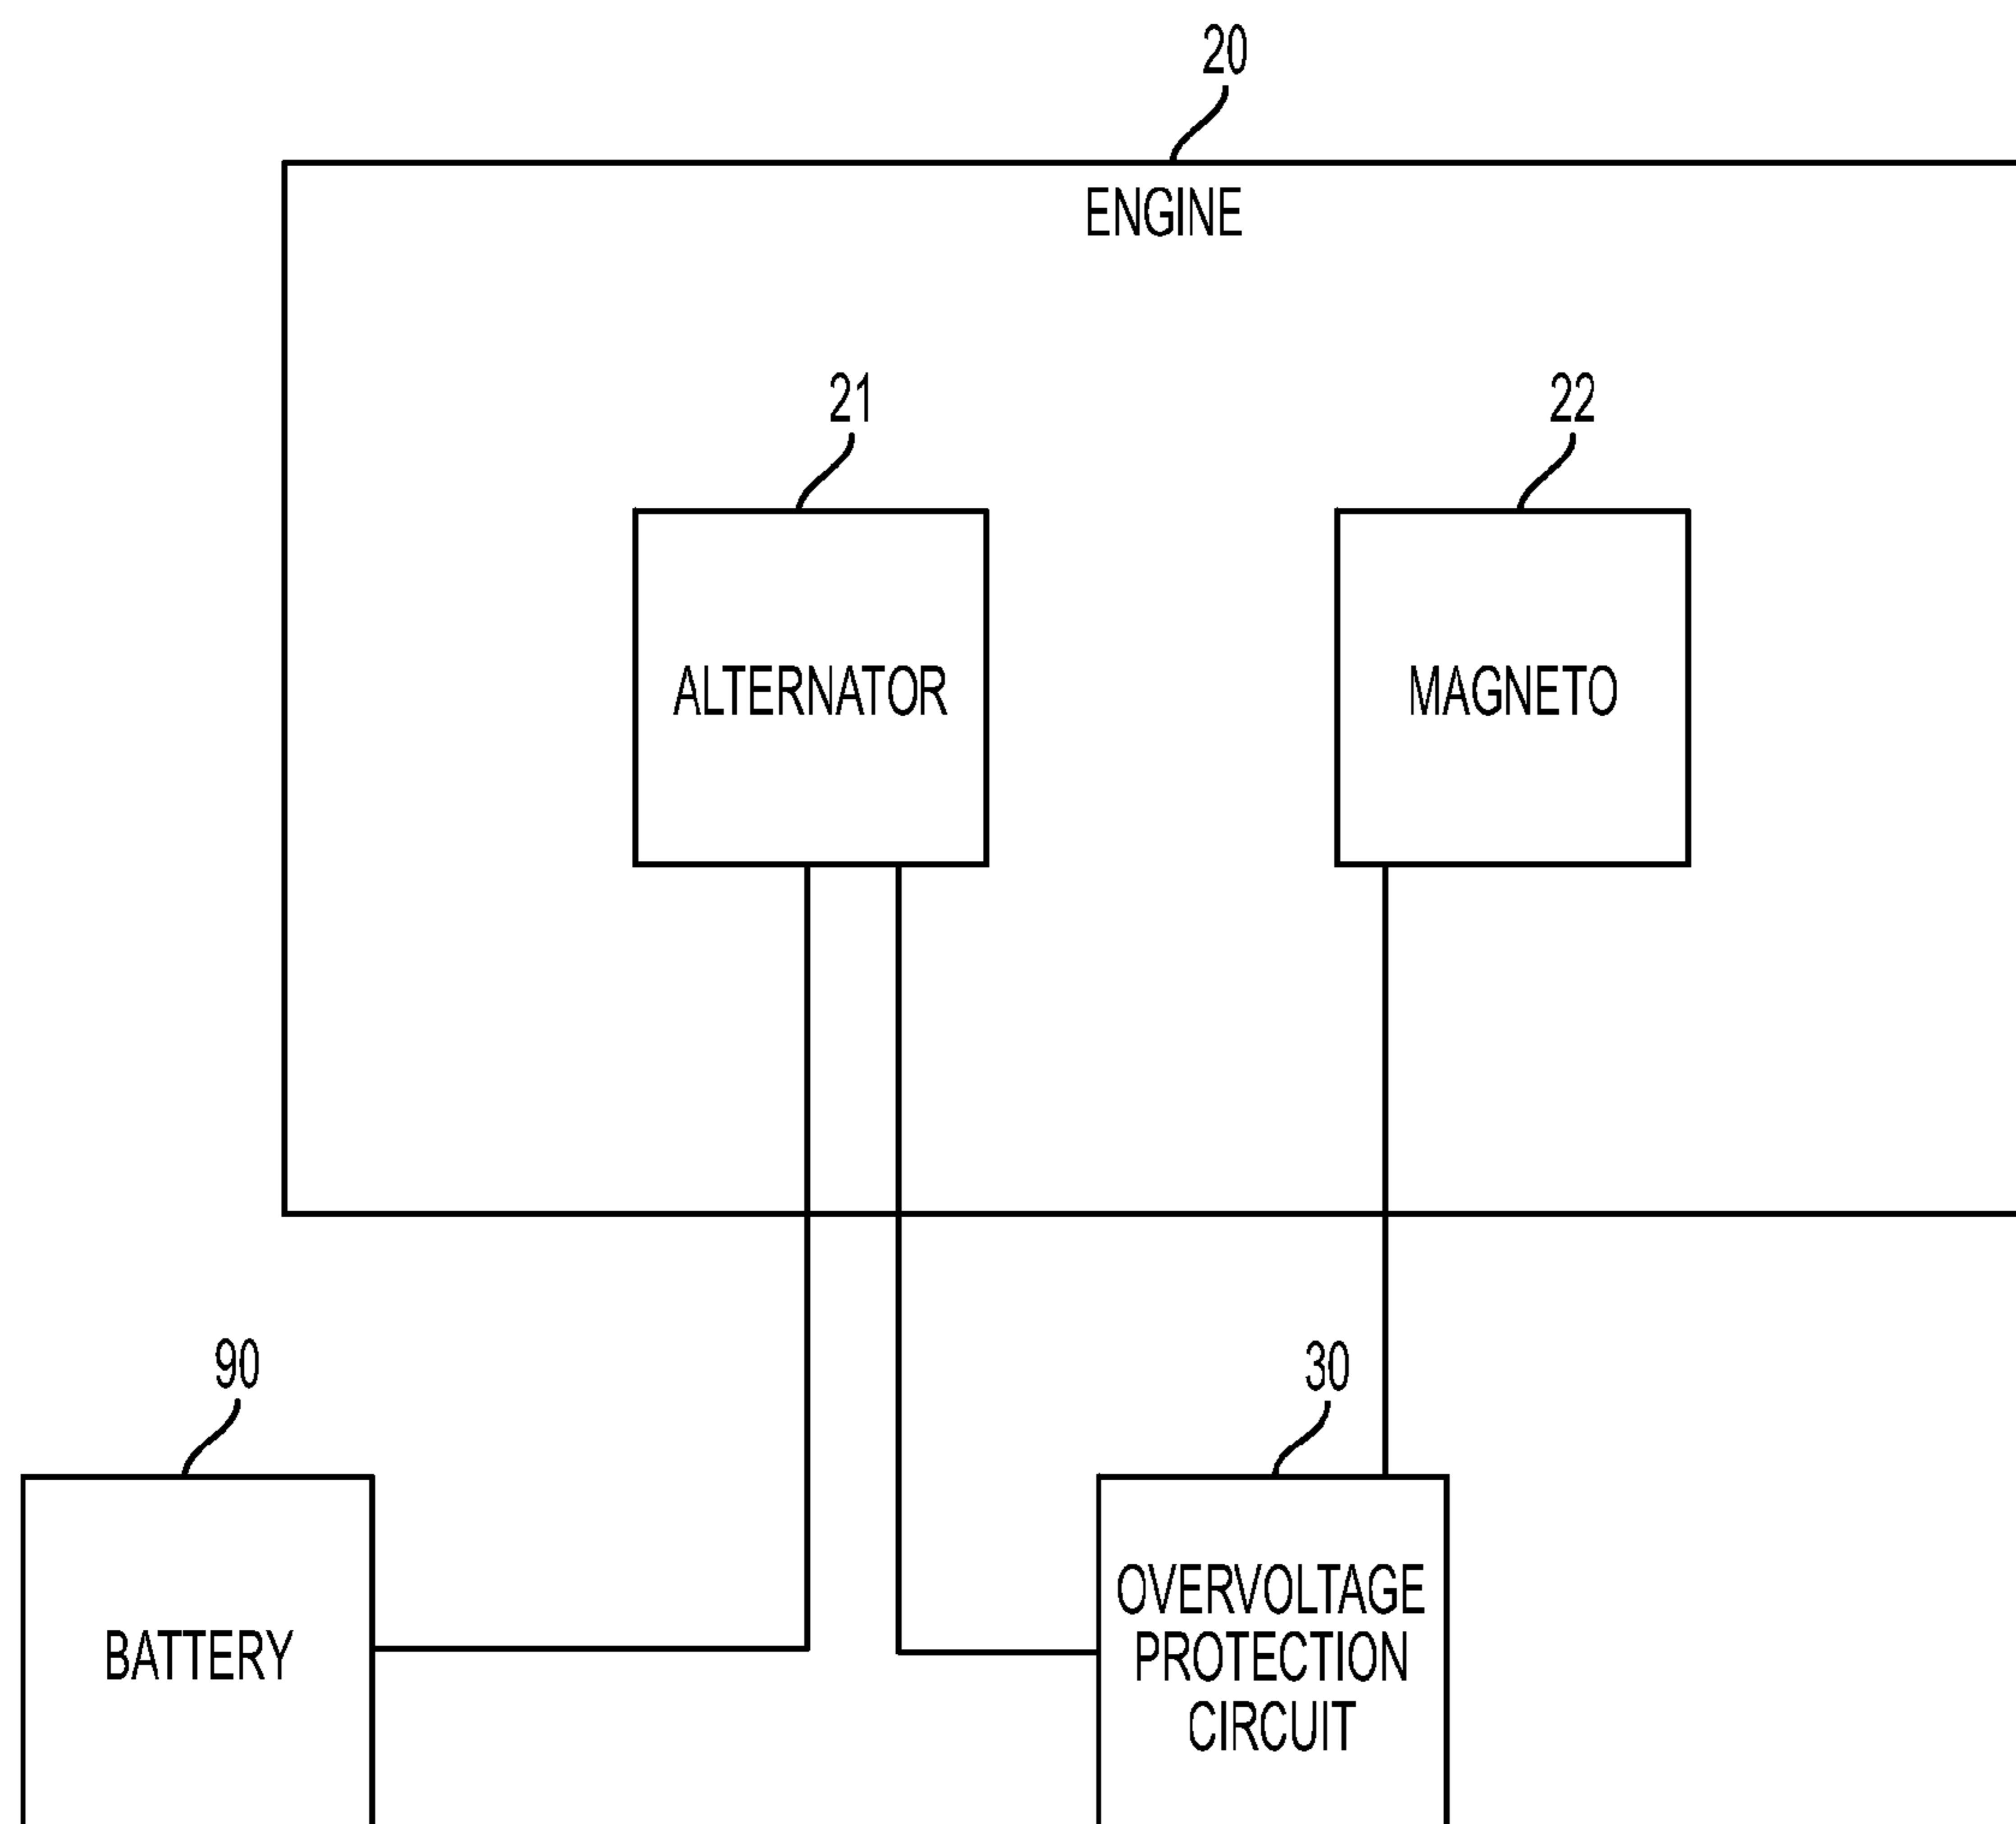 20
ENGINE
21
22
ALTERNATOR
MAGNETO
90
30
BATTERY
OVERVOLTAGE
PROTECTION
CIRCUIT